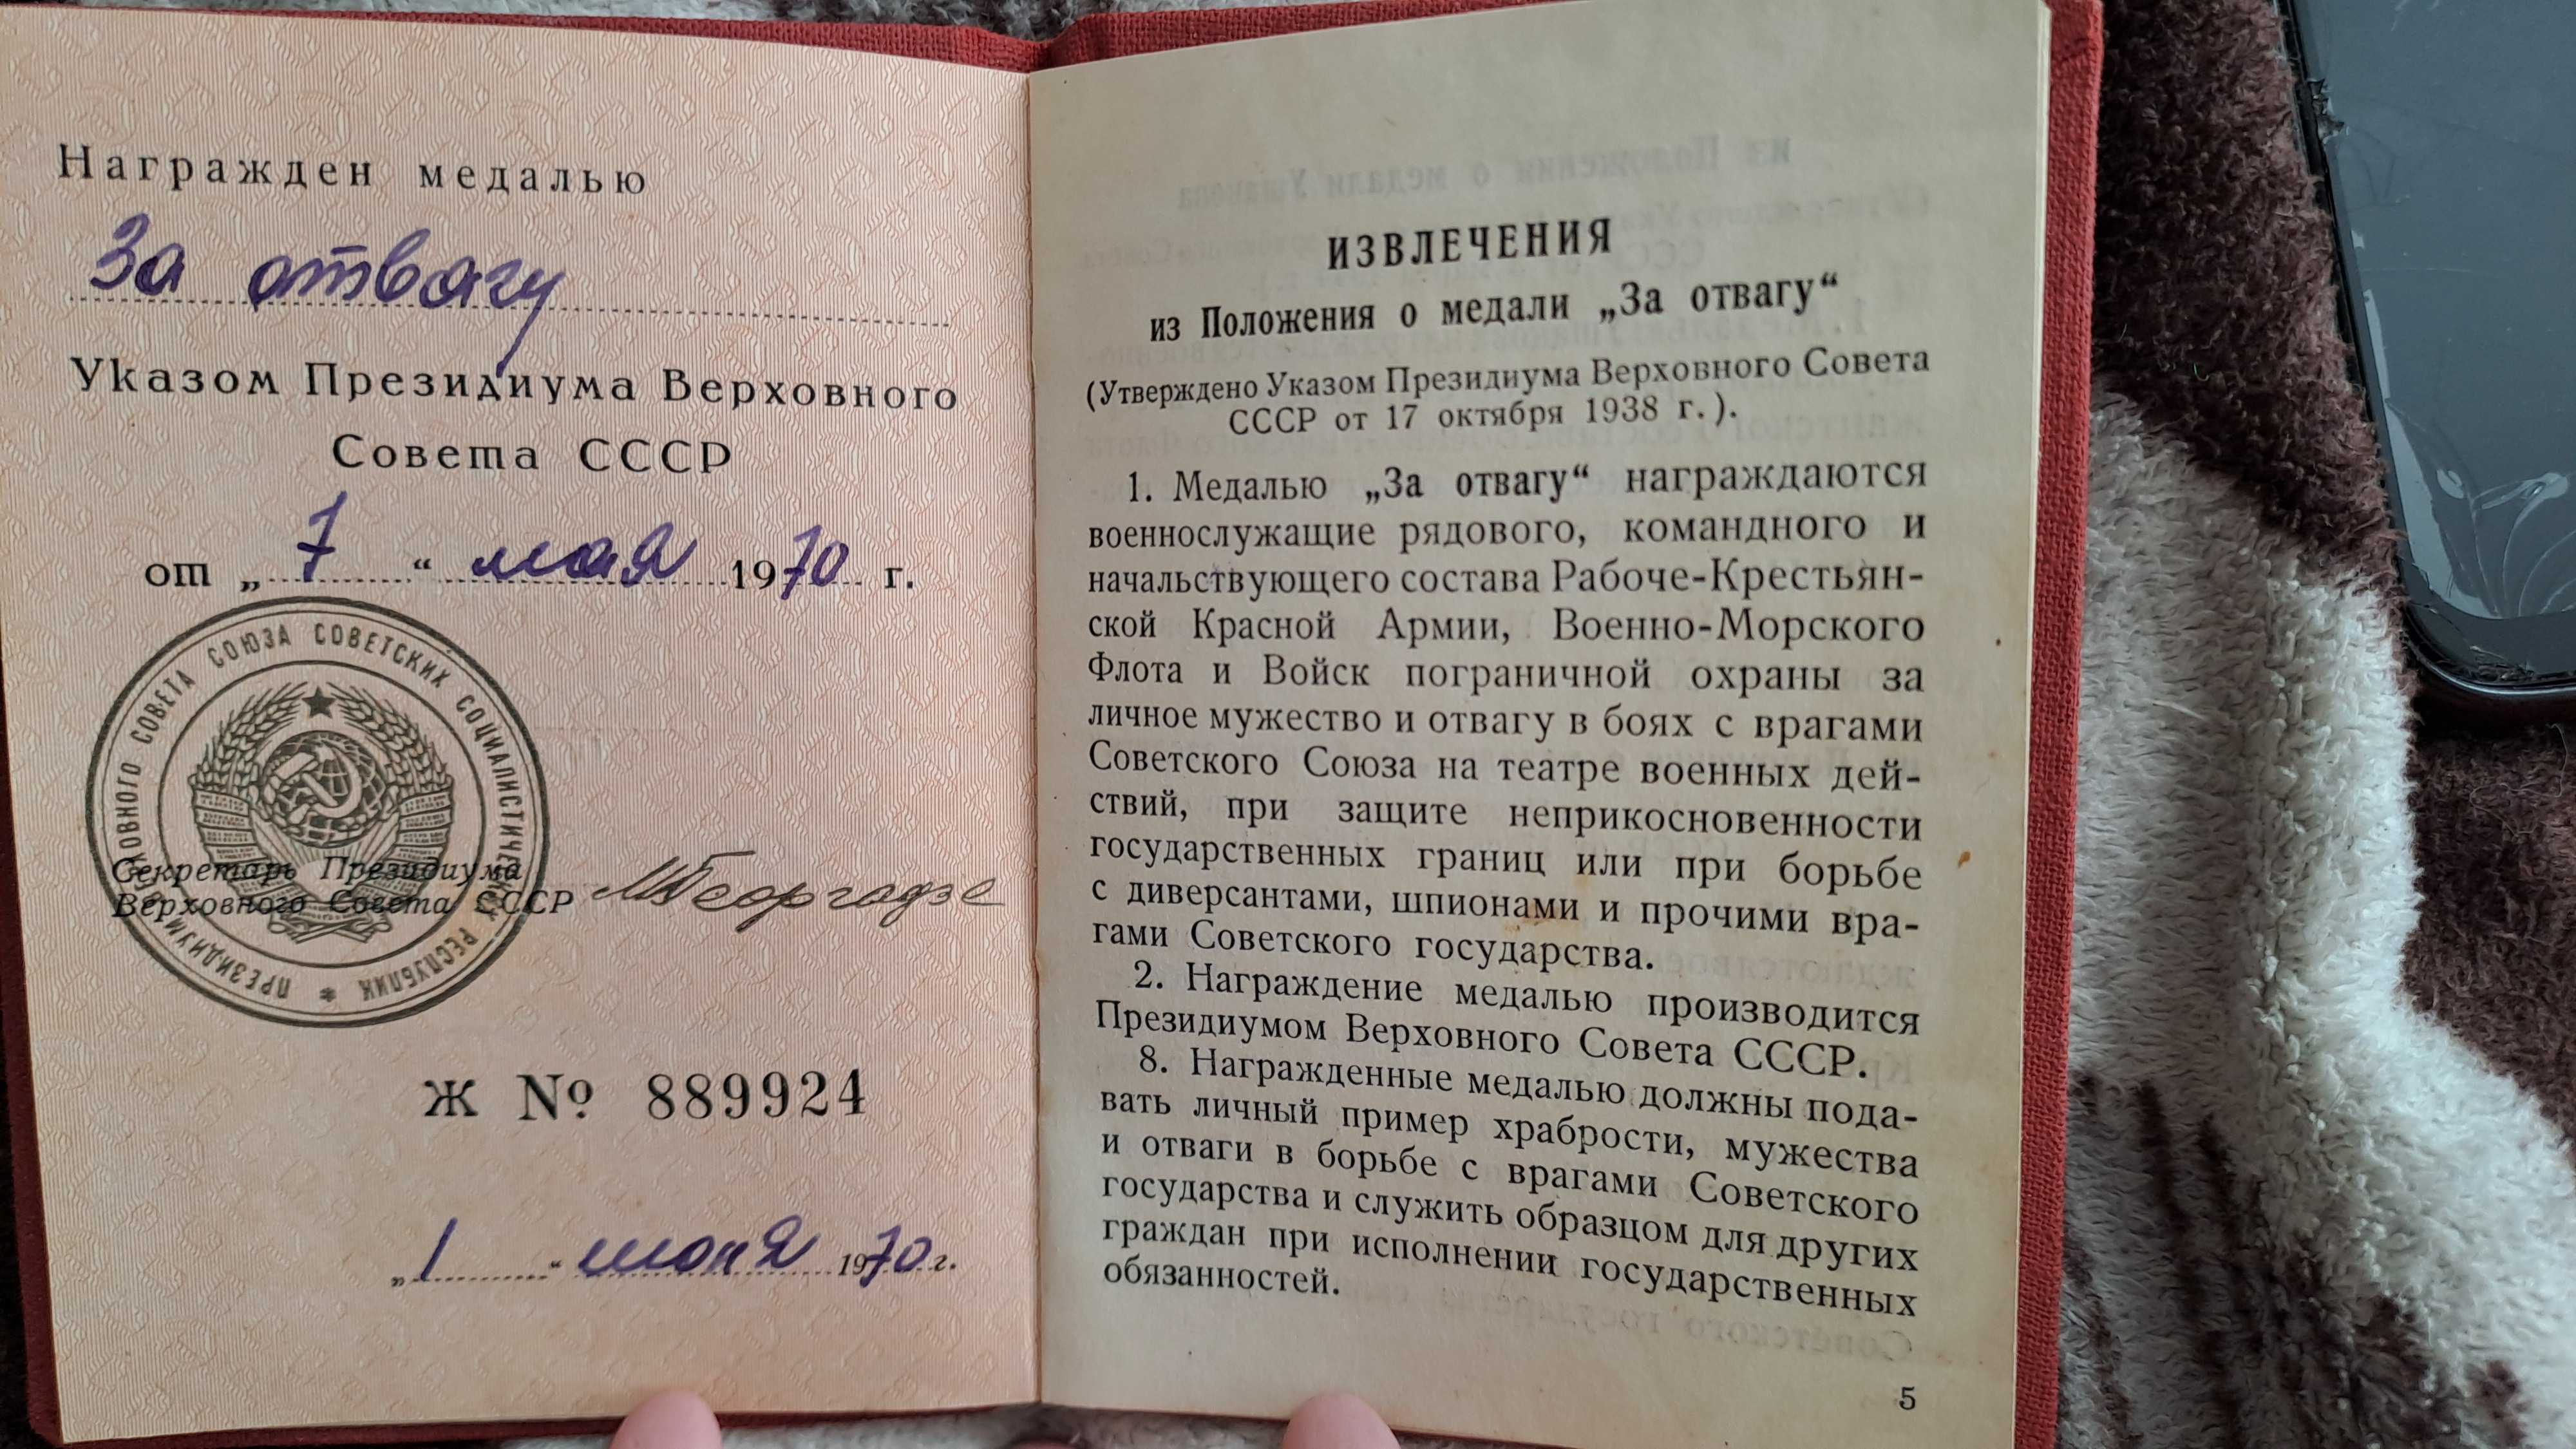 Награжден медалью
За отвагу
Указом Президиума Верховного
Совета СССР
от „ 7 “ мая 1970 г.
ПРЕЗИДИУМ ВЕРХОВНОГО СОВЕТА СОЮЗА СОВЕТСКИХ СОЦИАЛИСТИЧЕСКИХ РЕСПУБЛИК *
Секретарь Президиума
Верховного Совета СССР МГеоргадзе
Ж № 889924
„ 1 “ июня 1970 г.
ИЗВЛЕЧЕНИЯ
из Положения о медали „За отвагу“
(Утверждено Указом Президиума Верховного Совета
СССР от 17 октября 1938 г.).
1. Медалью „За отвагу“ награждаются
военнослужащие рядового, командного и
начальствующего состава Рабоче-Крестьян-
ской Красной Армии, Военно-Морского
Флота и Войск пограничной охраны за
личное мужество и отвагу в боях с врагами
Советского Союза на театре военных дей-
ствий, при защите неприкосновенности
государственных границ или при борьбе
с диверсантами, шпионами и прочими вра-
гами Советского государства.
2. Награждение медалью производится
Президиумом Верховного Совета СССР.
8. Награжденные медалью должны пода-
вать личный пример храбрости, мужества
и отваги в борьбе с врагами Советского
государства и служить образцом для других
граждан при исполнении государственных
обязанностей.
5